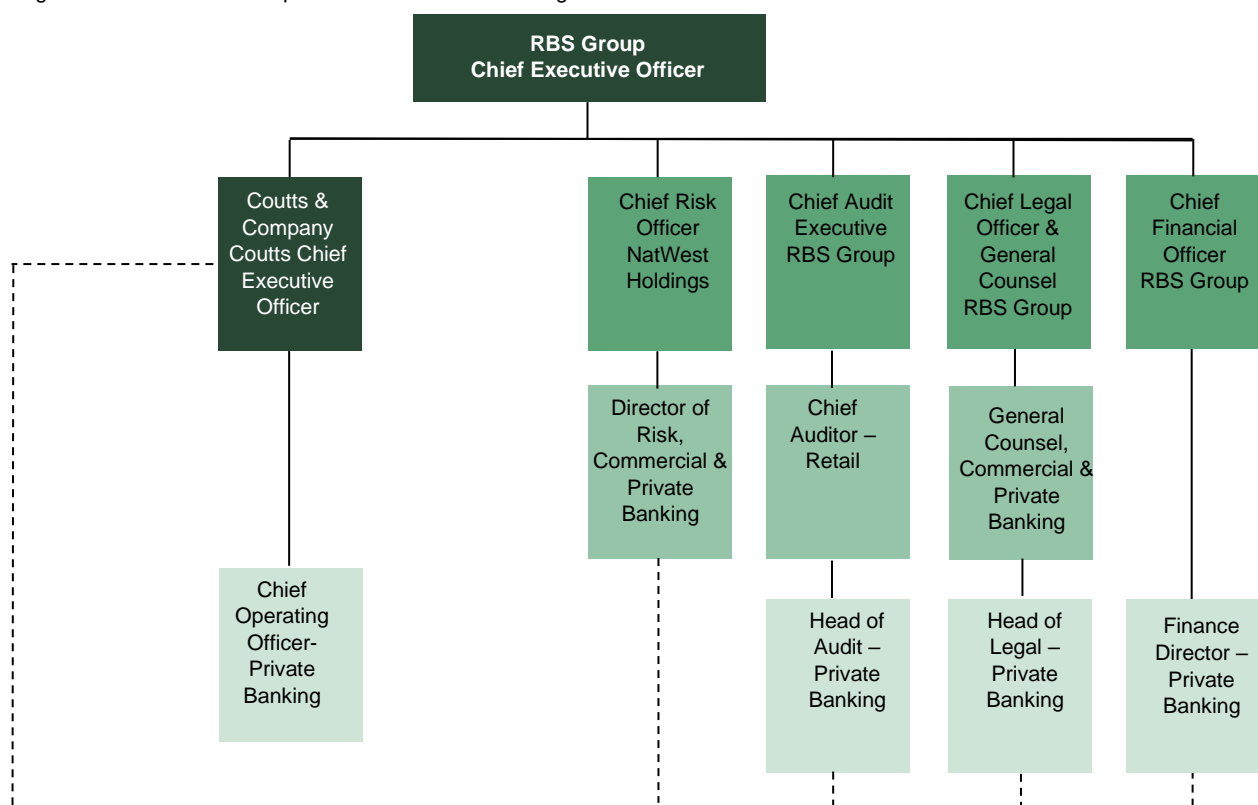 RBS Group
Chief Executive Officer
Coutts &
Company
Coutts Chief
Executive
Officer
Chief Risk
Officer
NatWest
Holdings
Chief Audit
Executive
RBS Group
Chief Legal
Officer &
General
Counsel
RBS Group
Chief
Financial
Officer
RBS Group
Director of
Risk,
Commercial &
Private
Banking
Chief
Auditor –
Retail
General
Counsel,
Commercial &
Private
Banking
Chief
Operating
Officer-
Private
Banking
Head of
Audit –
Private
Banking
Head of
Legal –
Private
Banking
Finance
Director –
Private
Banking